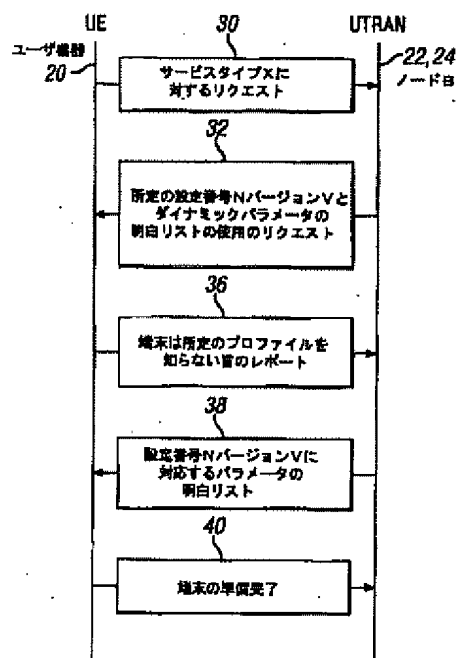 UE
UTRAN
ユーザ機器
20
22,24
ノードB
30
サービスタイプXに
対するリクエスト
32
所定の設定番号NバージョンVと
ダイナミックパラメータの
明白リストの使用のリクエスト
36
端末は所定のプロファイルを
知らない旨のレポート
38
設定番号NバージョンVに
対応するパラメータの
明白リスト
40
端末の準備完了